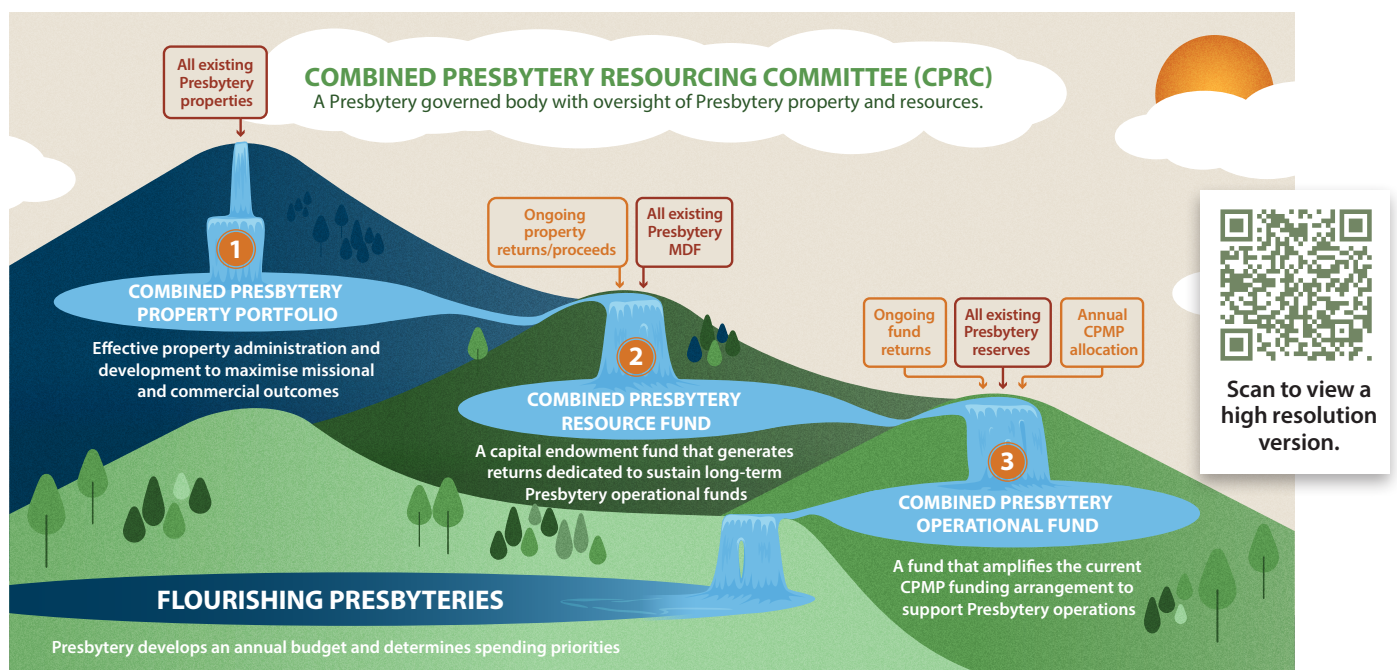 All existing
Presbytery
properties
COMBINED PRESBYTERY RESOURCING COMMITTEE (CPRC)
A Presbytery governed body with oversight of Presbytery property and resources.
1
COMBINED PRESBYTERY
PROPERTY PORTFOLIO
Effective property administration and
development to maximise missional
and commercial outcomes
Ongoing
property
returns/proceeds
All existing
Presbytery
MDF
2
COMBINED PRESBYTERY
RESOURCE FUND
A capital endowment fund that generates
returns dedicated to sustain long-term
Presbytery operational funds
Ongoing
fund
returns
All existing
Presbytery
reserves
Annual
CPMP
allocation
3
COMBINED PRESBYTERY
OPERATIONAL FUND
A fund that amplifies the current
CPMP funding arrangement to
support Presbytery operations
FLOURISHING PRESBYTERIES
Presbytery develops an annual budget and determines spending priorities
Scan to view a
high resolution
version.